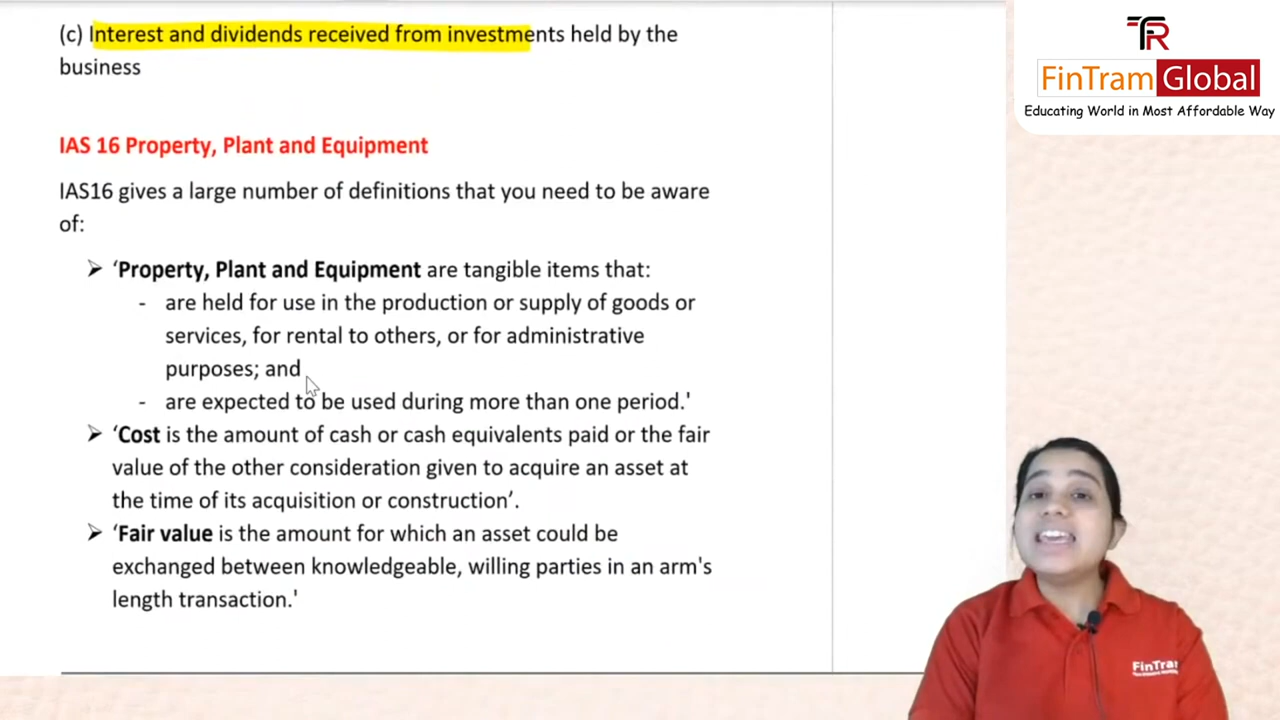 (c) Interest and dividends received from investments held by the
business
IAS 16 Property, Plant and Equipment
IAS16 gives a large number of definitions that you need to be aware
of:
➢ ‘Property, Plant and Equipment are tangible items that:
- are held for use in the production or supply of goods or
services, for rental to others, or for administrative
purposes; and
- are expected to be used during more than one period.'
➢ ‘Cost is the amount of cash or cash equivalents paid or the fair
value of the other consideration given to acquire an asset at
the time of its acquisition or construction’.
➢ ‘Fair value is the amount for which an asset could be
exchanged between knowledgeable, willing parties in an arm's
length transaction.'
TR
FinTram Global
Educating World in Most Affordable Way
FinTra